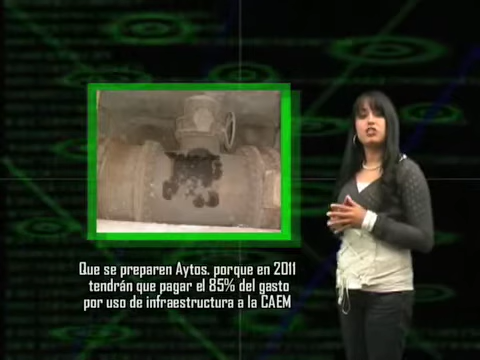 Que se preparen Aytos. porque en 2011
tendrán que pagar el 85% del gasto
por uso de infraestructura a la CAEM